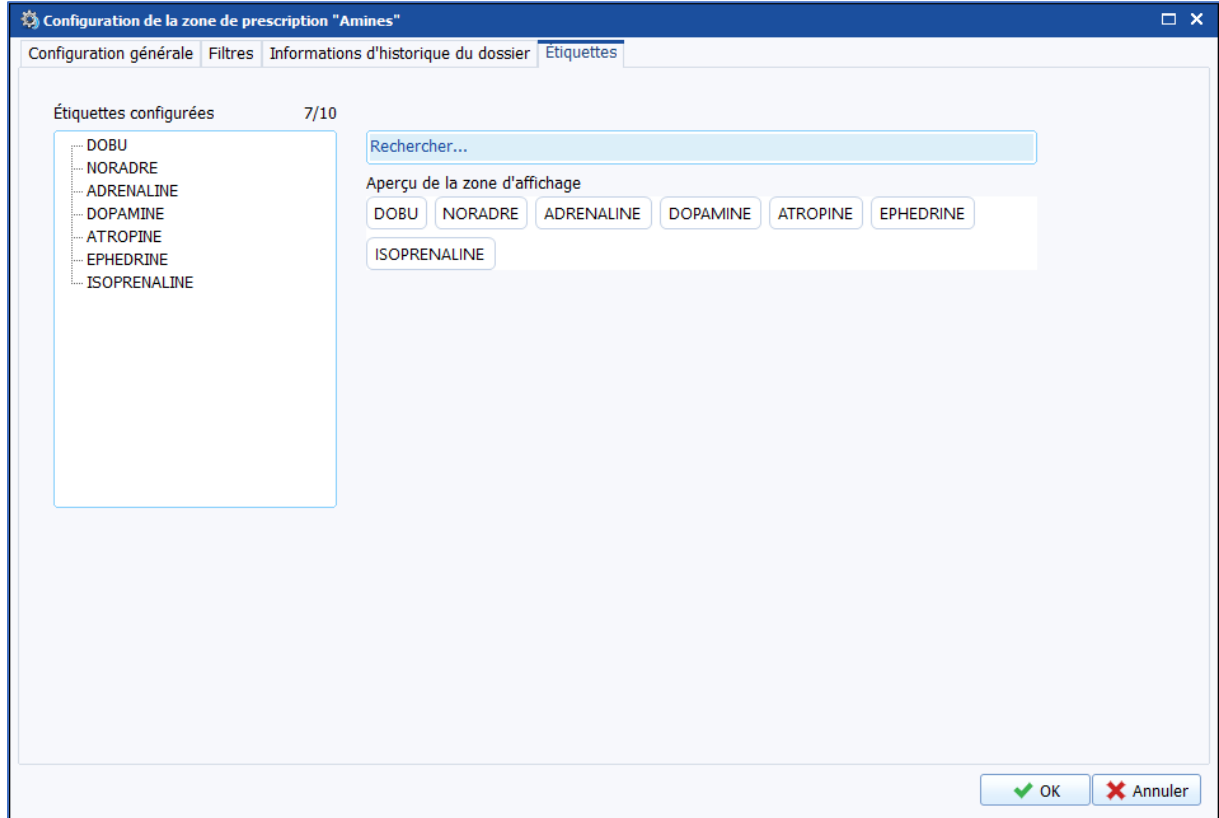 Configuration de la zone de prescription "Amines"
Configuration générale Filtres Informations d'historique du dossier Étiquettes
Étiquettes configurées 7/10
DOBU
NORADRE
ADRENALINE
DOPAMINE
ATROPINE
EPHEDRINE
ISOPRENALINE
Rechercher...
Aperçu de la zone d'affichage
DOBU NORADRE ADRENALINE DOPAMINE ATROPINE EPHEDRINE
ISOPRENALINE
OK Annuler